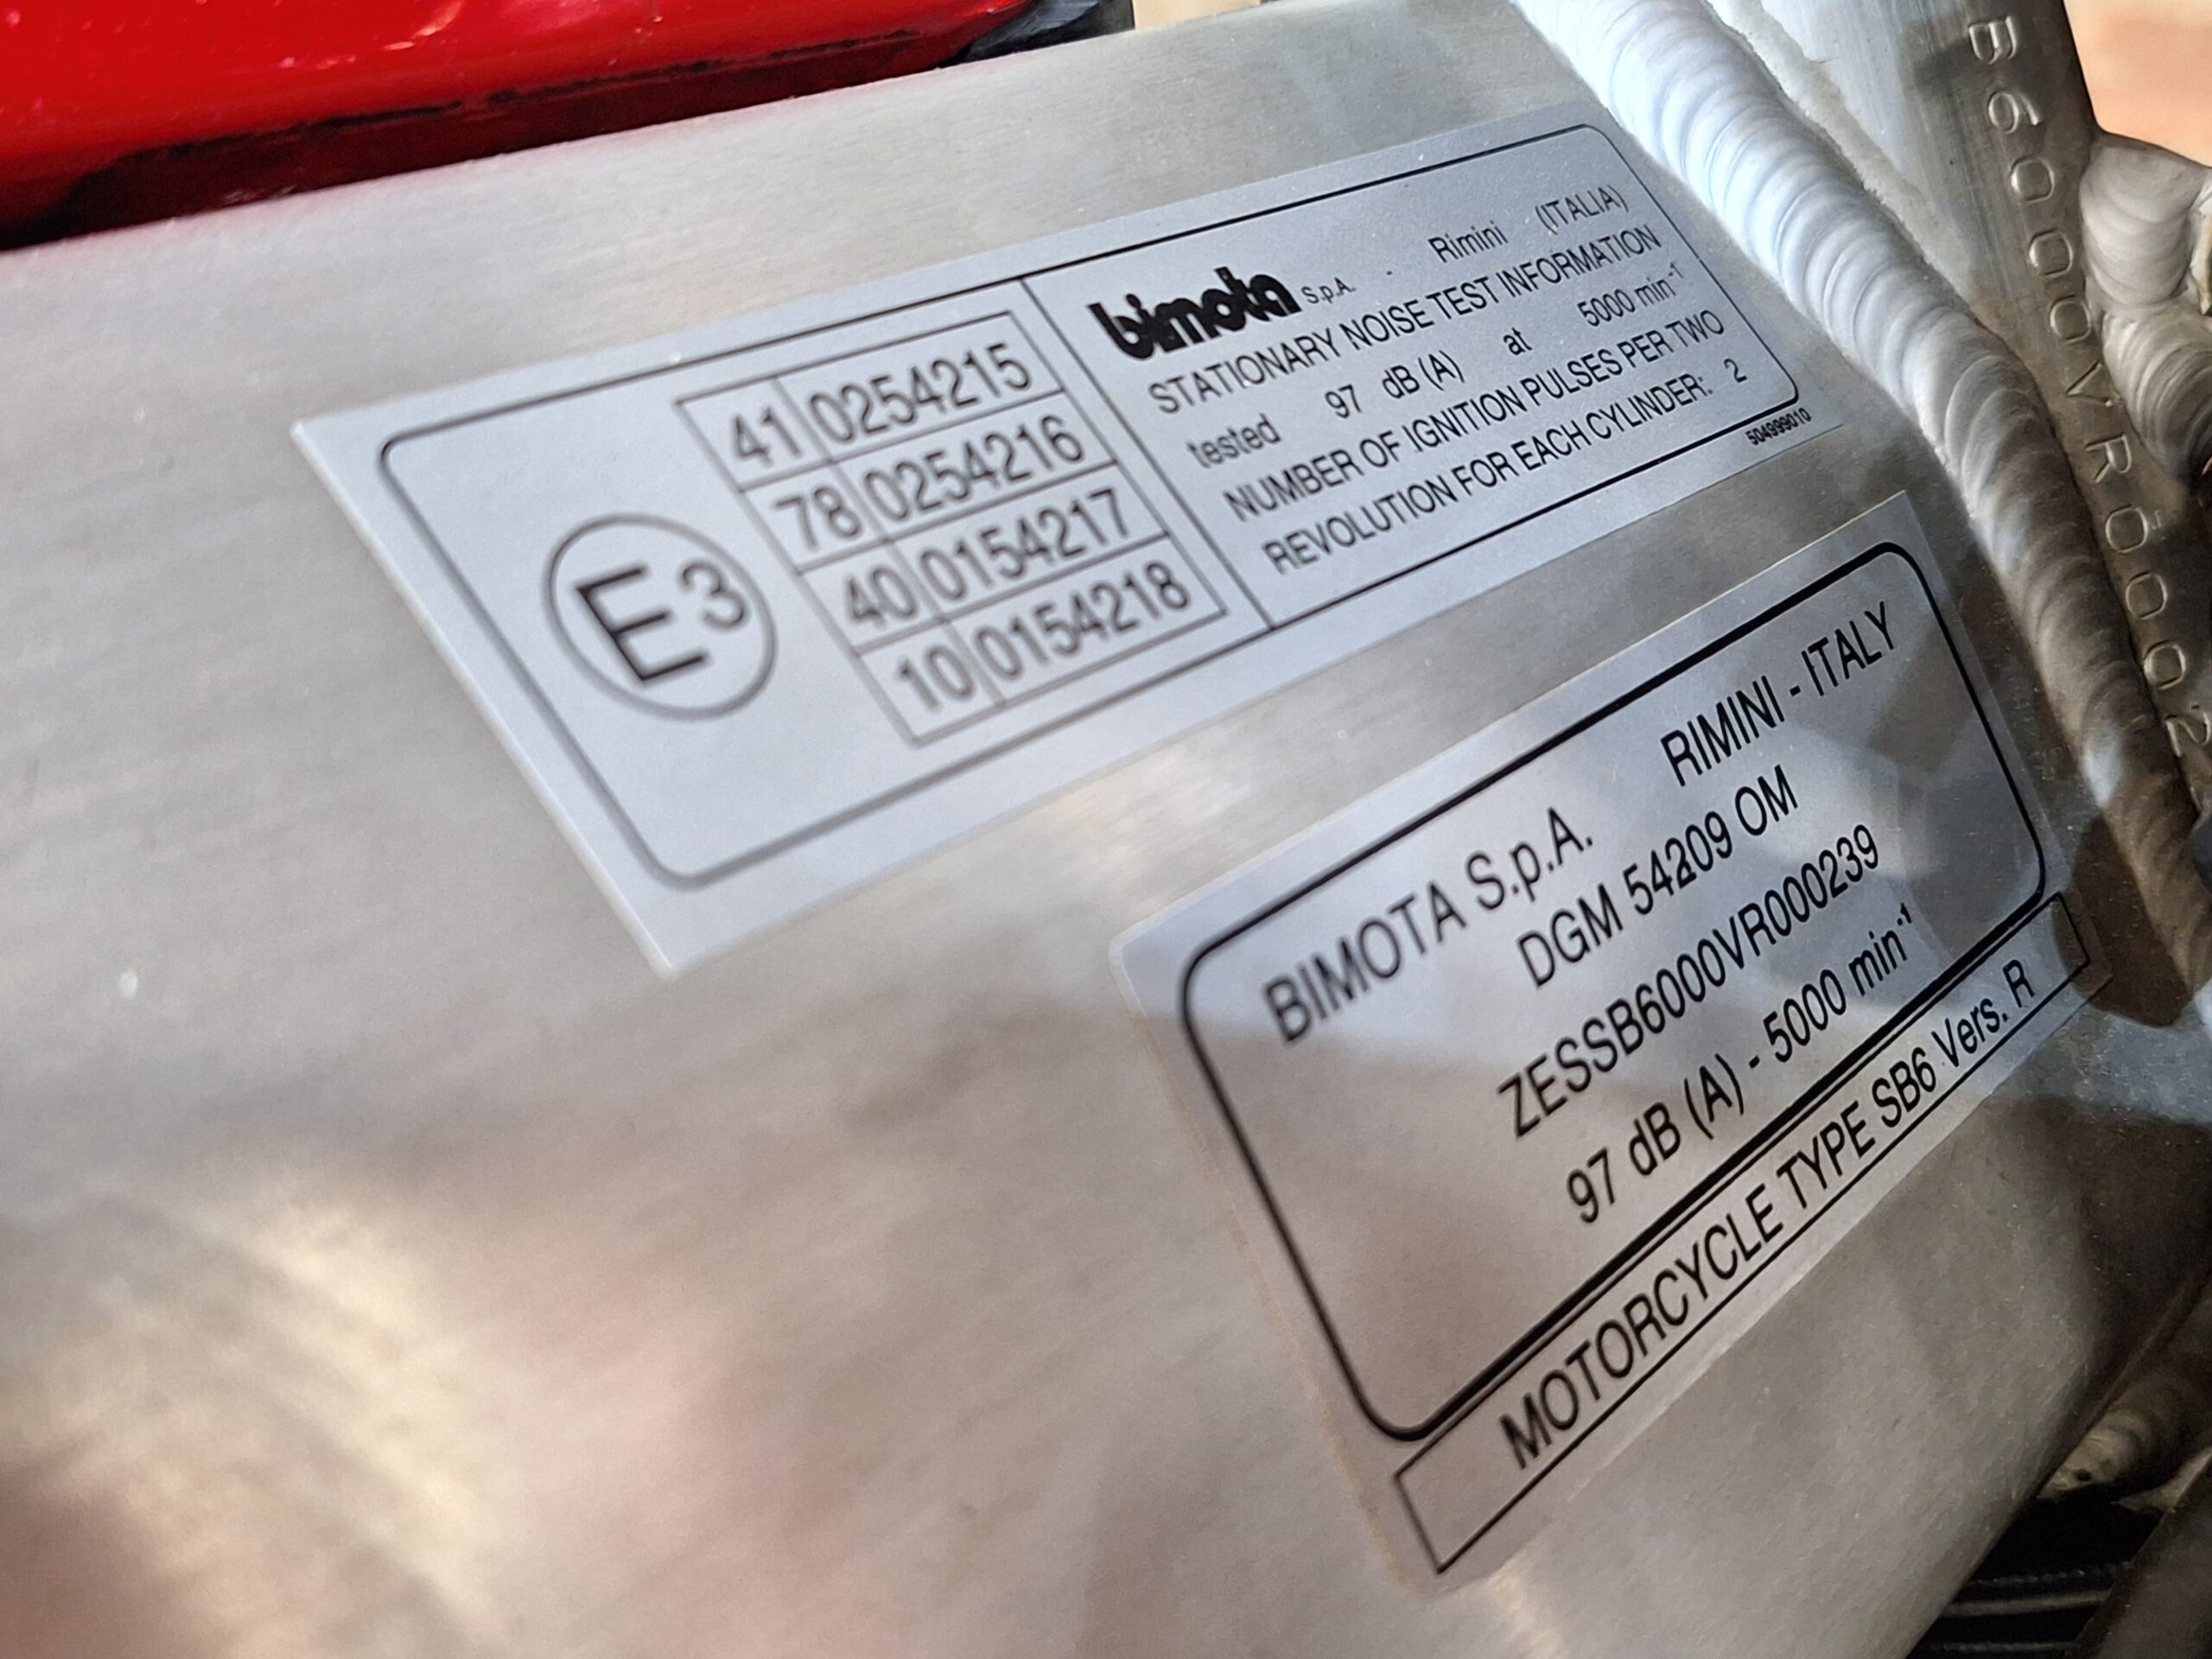 41 0254215
78 0254216
40 0154217
10 0154218
E3
bimota S.p.A. - Rimini (ITALIA)
STATIONARY NOISE TEST INFORMATION
tested 97 dB (A) at 5000 min-1
NUMBER OF IGNITION PULSES PER TWO
REVOLUTION FOR EACH CYLINDER: 2
504999010
BIMOTA S.p.A. RIMINI - ITALY
DGM 54209 OM
ZESSB6000VR000239
97 dB (A) - 5000 min-1
MOTORCYCLE TYPE SB6 Vers. R
B6000VR0002